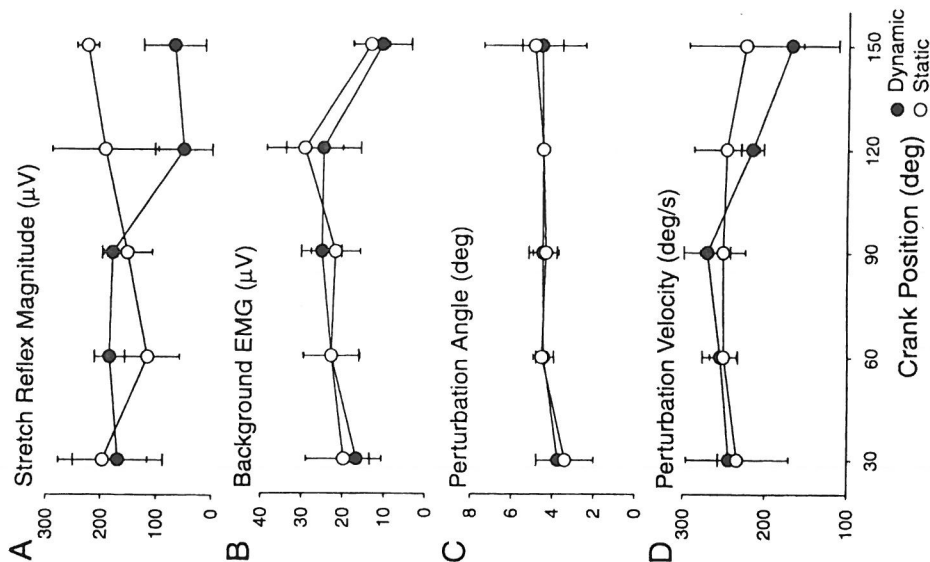 A
Stretch Reflex Magnitude (μV)
300
200
100
0
B
Background EMG (μV)
40
30
20
10
0
C
Perturbation Angle (deg)
8
6
4
2
0
D
Perturbation Velocity (deg/s)
300
200
100
30
60
90
120
150
Crank Position (deg)
Dynamic
Static